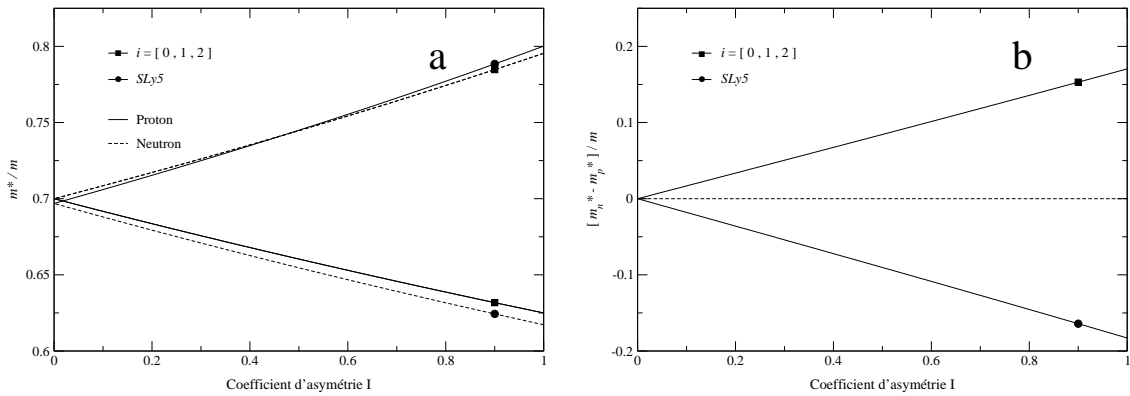 a
i = [ 0 , 1 , 2 ]
SLy5
Proton
Neutron
0.8
0.75
0.7
0.65
0.6
m* / m
0 0.2 0.4 0.6 0.8 1
Coefficient d'asymétrie I
b
i = [ 0 , 1 , 2 ]
SLy5
0.2
0.1
0
-0.1
-0.2
[ m_n* - m_p* ] / m
0 0.2 0.4 0.6 0.8 1
Coefficient d'asymétrie I